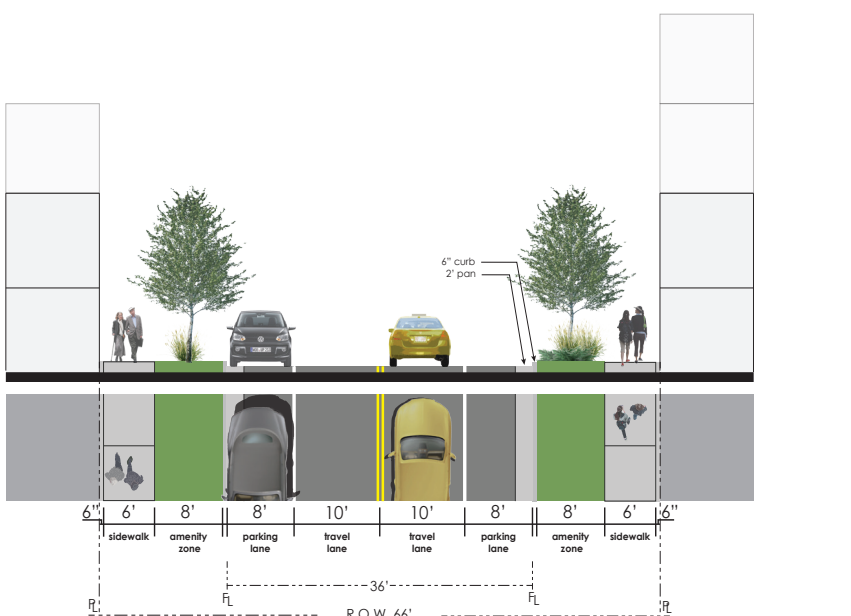 6" curb
2' pan
6" 6' 8' 8' 10' 10' 8' 8' 6' 6"
sidewalk amenity zone parking lane travel lane travel lane parking lane amenity zone sidewalk
36'
FL FL
PL PL
R.O.W. 66'